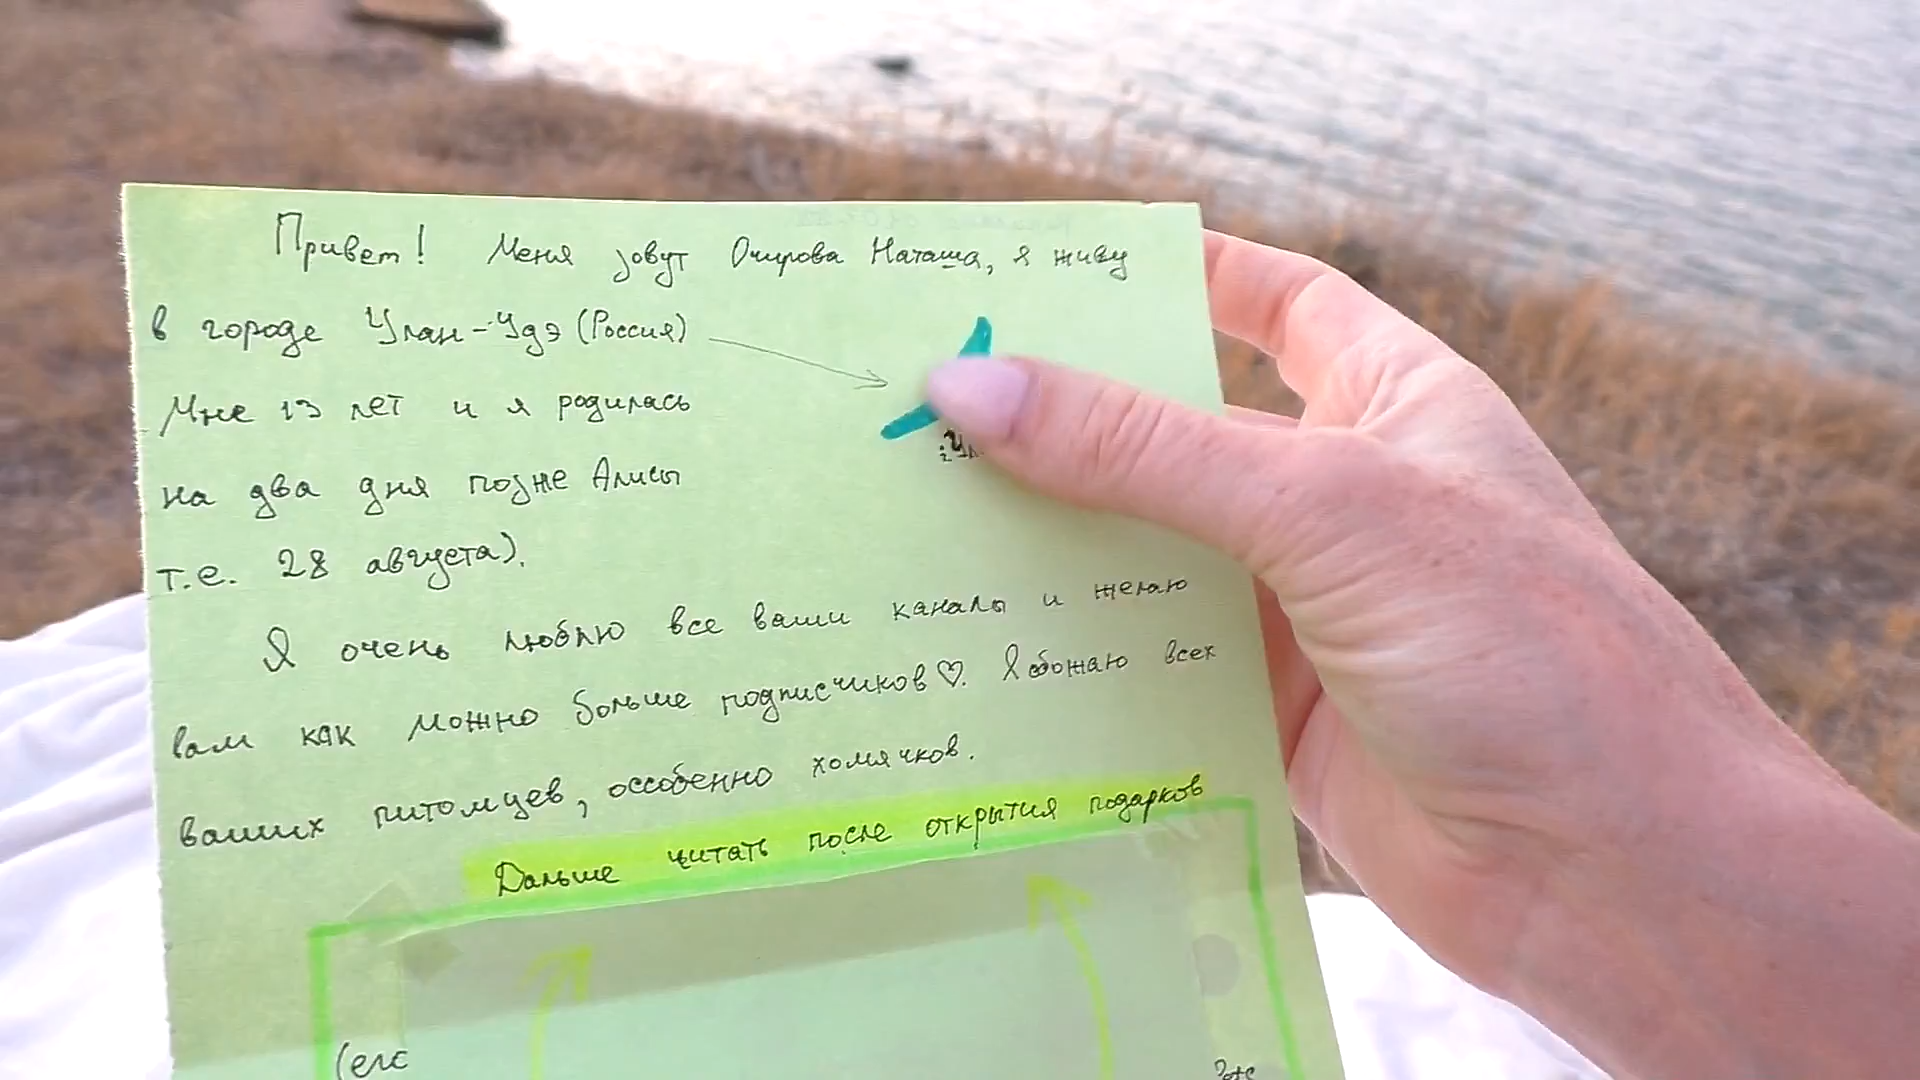 Привет! Меня зовут Очирова Наташа, я живу
в городе Улан-Удэ (Россия)
Мне 13 лет и я родилась
на два дня позже Алисы
т.е. 28 августа).
Я очень люблю все ваши каналы и желаю
вам как можно больше подписчиков♡. Я обожаю всех
ваших питомцев, особенно хомячков.
Дальше читать после открытия подарков